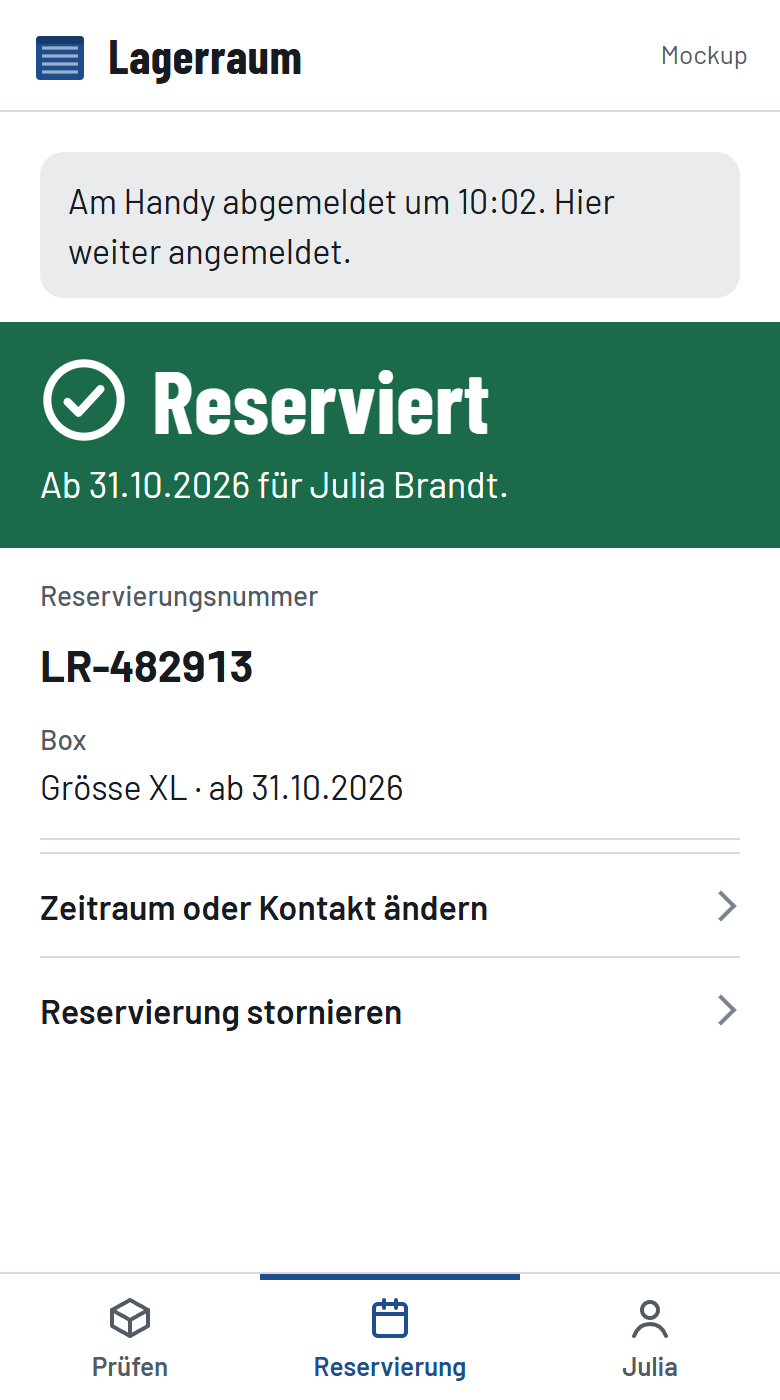 Lagerraum
Mockup
Am Handy abgemeldet um 10:02. Hier
weiter angemeldet.
Reserviert
Ab 31.10.2026 für Julia Brandt.
Reservierungsnummer
LR-482913
Box
Grösse XL · ab 31.10.2026
Zeitraum oder Kontakt ändern
Reservierung stornieren
Prüfen
Reservierung
Julia